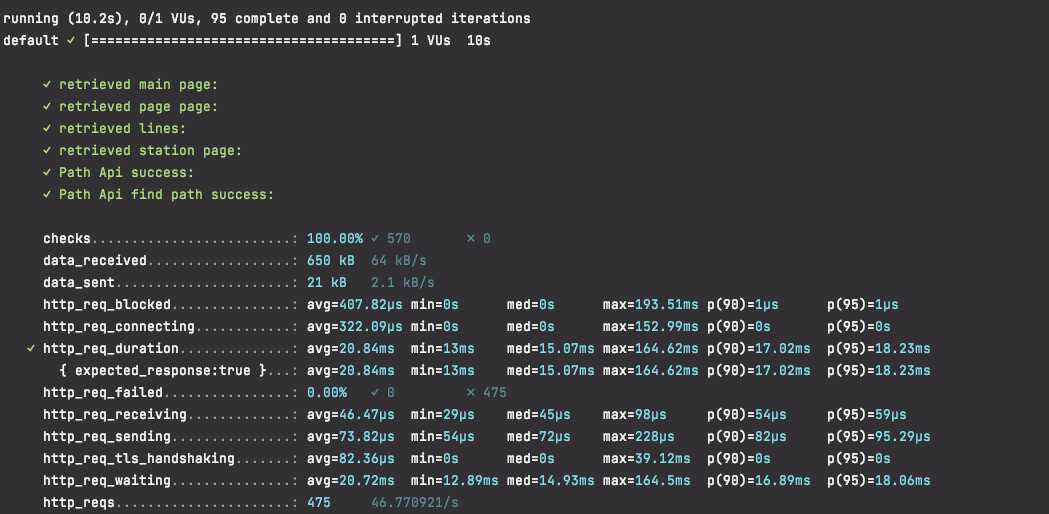 running (10.2s), 0/1 VUs, 95 complete and 0 interrupted iterations
default ✓ [======================================] 1 VUs  10s
✓ retrieved main page:
✓ retrieved page page:
✓ retrieved lines:
✓ retrieved station page:
✓ Path Api success:
✓ Path Api find path success:
checks.........................: 100.00% ✓ 570 ✗ 0
data_received..................: 650 kB 64 kB/s
data_sent......................: 21 kB 2.1 kB/s
http_req_blocked...............: avg=407.82µs min=0s med=0s max=193.51ms p(90)=1µs p(95)=1µs
http_req_connecting............: avg=322.09µs min=0s med=0s max=152.99ms p(90)=0s p(95)=0s
✓ http_req_duration..............: avg=20.84ms min=13ms med=15.07ms max=164.62ms p(90)=17.02ms p(95)=18.23ms
{ expected_response:true }...: avg=20.84ms min=13ms med=15.07ms max=164.62ms p(90)=17.02ms p(95)=18.23ms
http_req_failed................: 0.00% ✓ 0 ✗ 475
http_req_receiving.............: avg=46.47µs min=29µs med=45µs max=98µs p(90)=54µs p(95)=59µs
http_req_sending...............: avg=73.82µs min=54µs med=72µs max=228µs p(90)=82µs p(95)=95.29µs
http_req_tls_handshaking.......: avg=82.36µs min=0s med=0s max=39.12ms p(90)=0s p(95)=0s
http_req_waiting...............: avg=20.72ms min=12.89ms med=14.93ms max=164.5ms p(90)=16.89ms p(95)=18.06ms
http_reqs......................: 475 46.770921/s